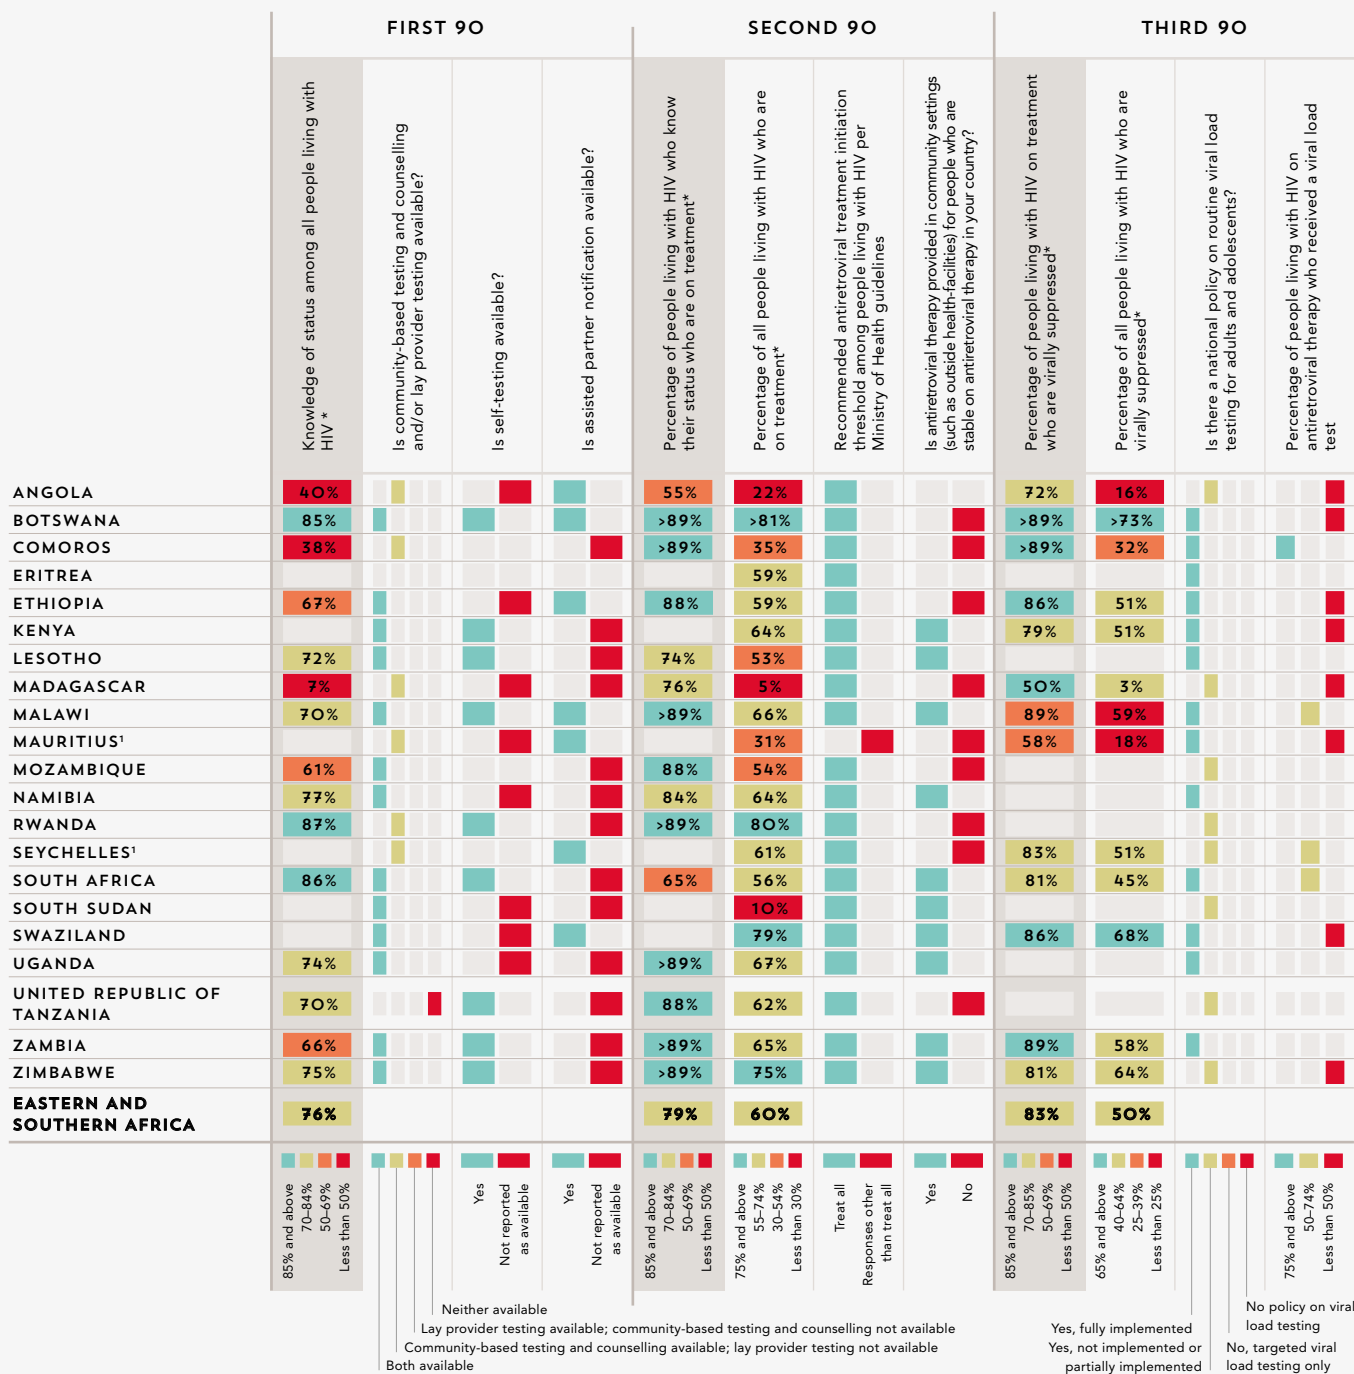 FIRST 90
SECOND 90
THIRD 90
Knowledge of status among all people living with
HIV *
Is community-based testing and counselling
and/or lay provider testing available?
Is self-testing available?
Is assisted partner notification available?
Percentage of people living with HIV who know
their status who are on treatment*
Percentage of all people living with HIV who are
on treatment*
Recommended antiretroviral treatment initiation
threshold among people living with HIV per
Ministry of Health guidelines
Is antiretroviral therapy provided in community settings
(such as outside health-facilities) for people who are
stable on antiretroviral therapy in your country?
Percentage of people living with HIV on treatment
who are virally suppressed*
Percentage of all people living with HIV who are
virally suppressed*
Is there a national policy on routine viral load
testing for adults and adolescents?
Percentage of people living with HIV on
antiretroviral therapy who received a viral load
test
ANGOLA 40% 55% 22% 72% 16%
BOTSWANA 85% >89% >81% >89% >73%
COMOROS 38% >89% 35% >89% 32%
ERITREA 59%
ETHIOPIA 67% 88% 59% 86% 51%
KENYA 64% 79% 51%
LESOTHO 72% 74% 53%
MADAGASCAR 7% 76% 5% 50% 3%
MALAWI 70% >89% 66% 89% 59%
MAURITIUS¹ 31% 58% 18%
MOZAMBIQUE 61% 88% 54%
NAMIBIA 77% 84% 64%
RWANDA 87% >89% 80%
SEYCHELLES¹ 61% 83% 51%
SOUTH AFRICA 86% 65% 56% 81% 45%
SOUTH SUDAN 10%
SWAZILAND 79% 86% 68%
UGANDA 74% >89% 67%
UNITED REPUBLIC OF
TANZANIA 70% 88% 62%
ZAMBIA 66% >89% 65% 89% 58%
ZIMBABWE 75% >89% 75% 81% 64%
EASTERN AND
SOUTHERN AFRICA 76% 79% 60% 83% 50%
85% and above
70–84%
50–69%
Less than 50%
Yes
Not reported
as available
Yes
Not reported
as available
85% and above
70–84%
50–69%
Less than 50%
75% and above
55–74%
30–54%
Less than 30%
Treat all
Responses other
than treat all
Yes
No
85% and above
70–85%
50–69%
Less than 50%
65% and above
40–64%
25–39%
Less than 25%
75% and above
50–74%
Less than 50%
Neither available
Lay provider testing available; community-based testing and counselling not available
Community-based testing and counselling available; lay provider testing not available
Both available
Yes, fully implemented
Yes, not implemented or
partially implemented
No policy on viral
load testing
No, targeted viral
load testing only